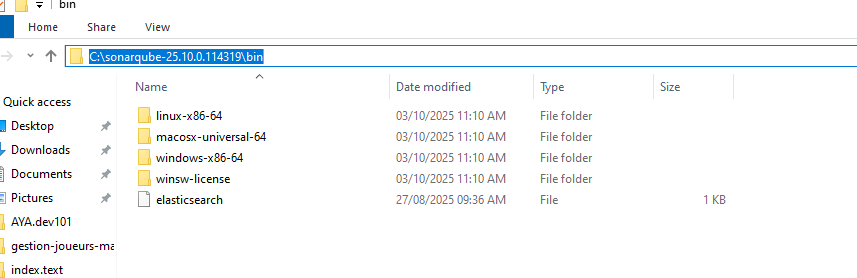 bin
Home Share View
C:\sonarqube-25.10.0.114319\bin
Name Date modified Type Size
Quick access
Desktop
Downloads
Documents
Pictures
AYA.dev101
gestion-joueurs-ma
index.text
linux-x86-64 03/10/2025 11:10 AM File folder
macosx-universal-64 03/10/2025 11:10 AM File folder
windows-x86-64 03/10/2025 11:10 AM File folder
winsw-license 03/10/2025 11:10 AM File folder
elasticsearch 27/08/2025 09:36 AM File 1 KB